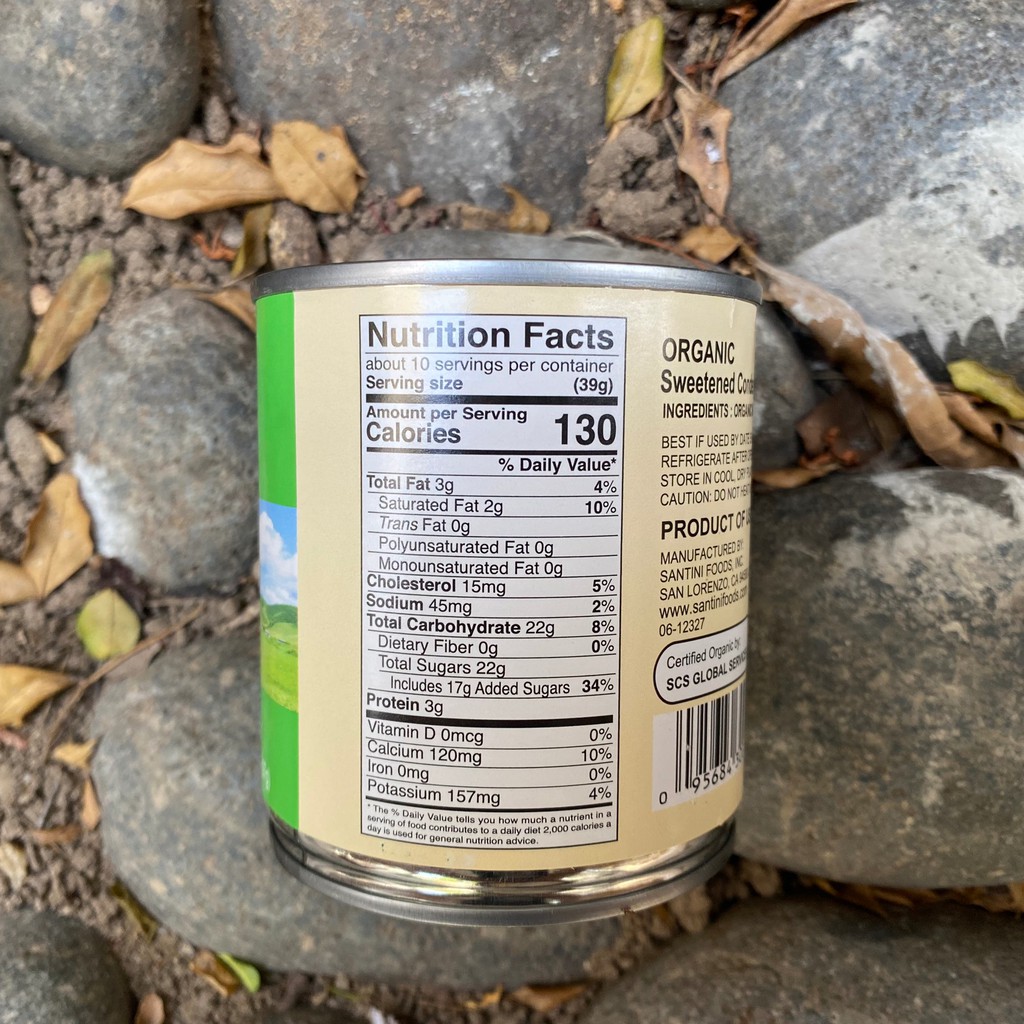 Nutrition Facts
about 10 servings per container
Serving size (39g)
Amount per Serving
Calories 130
% Daily Value*
Total Fat 3g 4%
Saturated Fat 2g 10%
Trans Fat 0g
Polyunsaturated Fat 0g
Monounsaturated Fat 0g
Cholesterol 15mg 5%
Sodium 45mg 2%
Total Carbohydrate 22g 8%
Dietary Fiber 0g 0%
Total Sugars 22g
Includes 17g Added Sugars 34%
Protein 3g
Vitamin D 0mcg 0%
Calcium 120mg 10%
Iron 0mg 0%
Potassium 157mg 4%
* The % Daily Value tells you how much a nutrient in a
serving of food contributes to a daily diet 2,000 calories a
day is used for general nutrition advice.
ORGANIC
Sweetened
INGREDIENTS :
BEST IF USED BY DATE
REFRIGERATE AFTER
STORE IN COOL, DRY
CAUTION: DO NOT
PRODUCT OF
MANUFACTURED BY:
SANTINI FOODS, INC.
SAN LORENZO, CA
www.santinifoods.com
06-12327
Certified Organic by:
SCS GLOBAL
0 95684